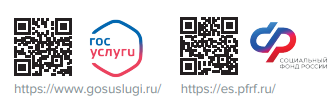 гос
услуги
СОЦИАЛЬНЫЙ
ФОНД РОССИИ
https://www.gosuslugi.ru/
https://es.pfrf.ru/